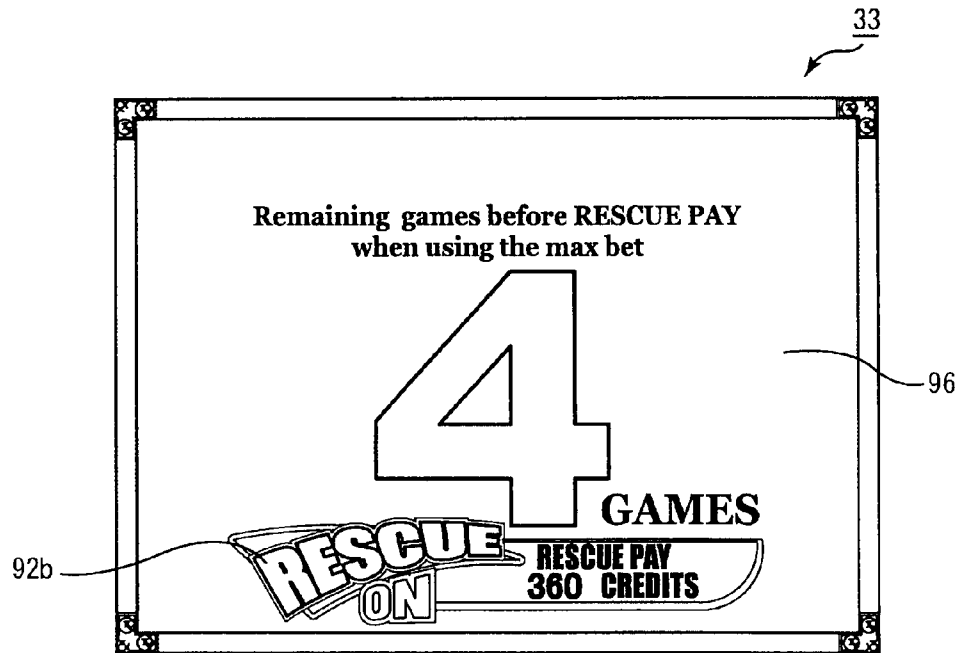 33
Remaining games before RESCUE PAY
when using the max bet
4
96
GAMES
RESCUE
RESCUE PAY
92b
360 CREDITS
ON